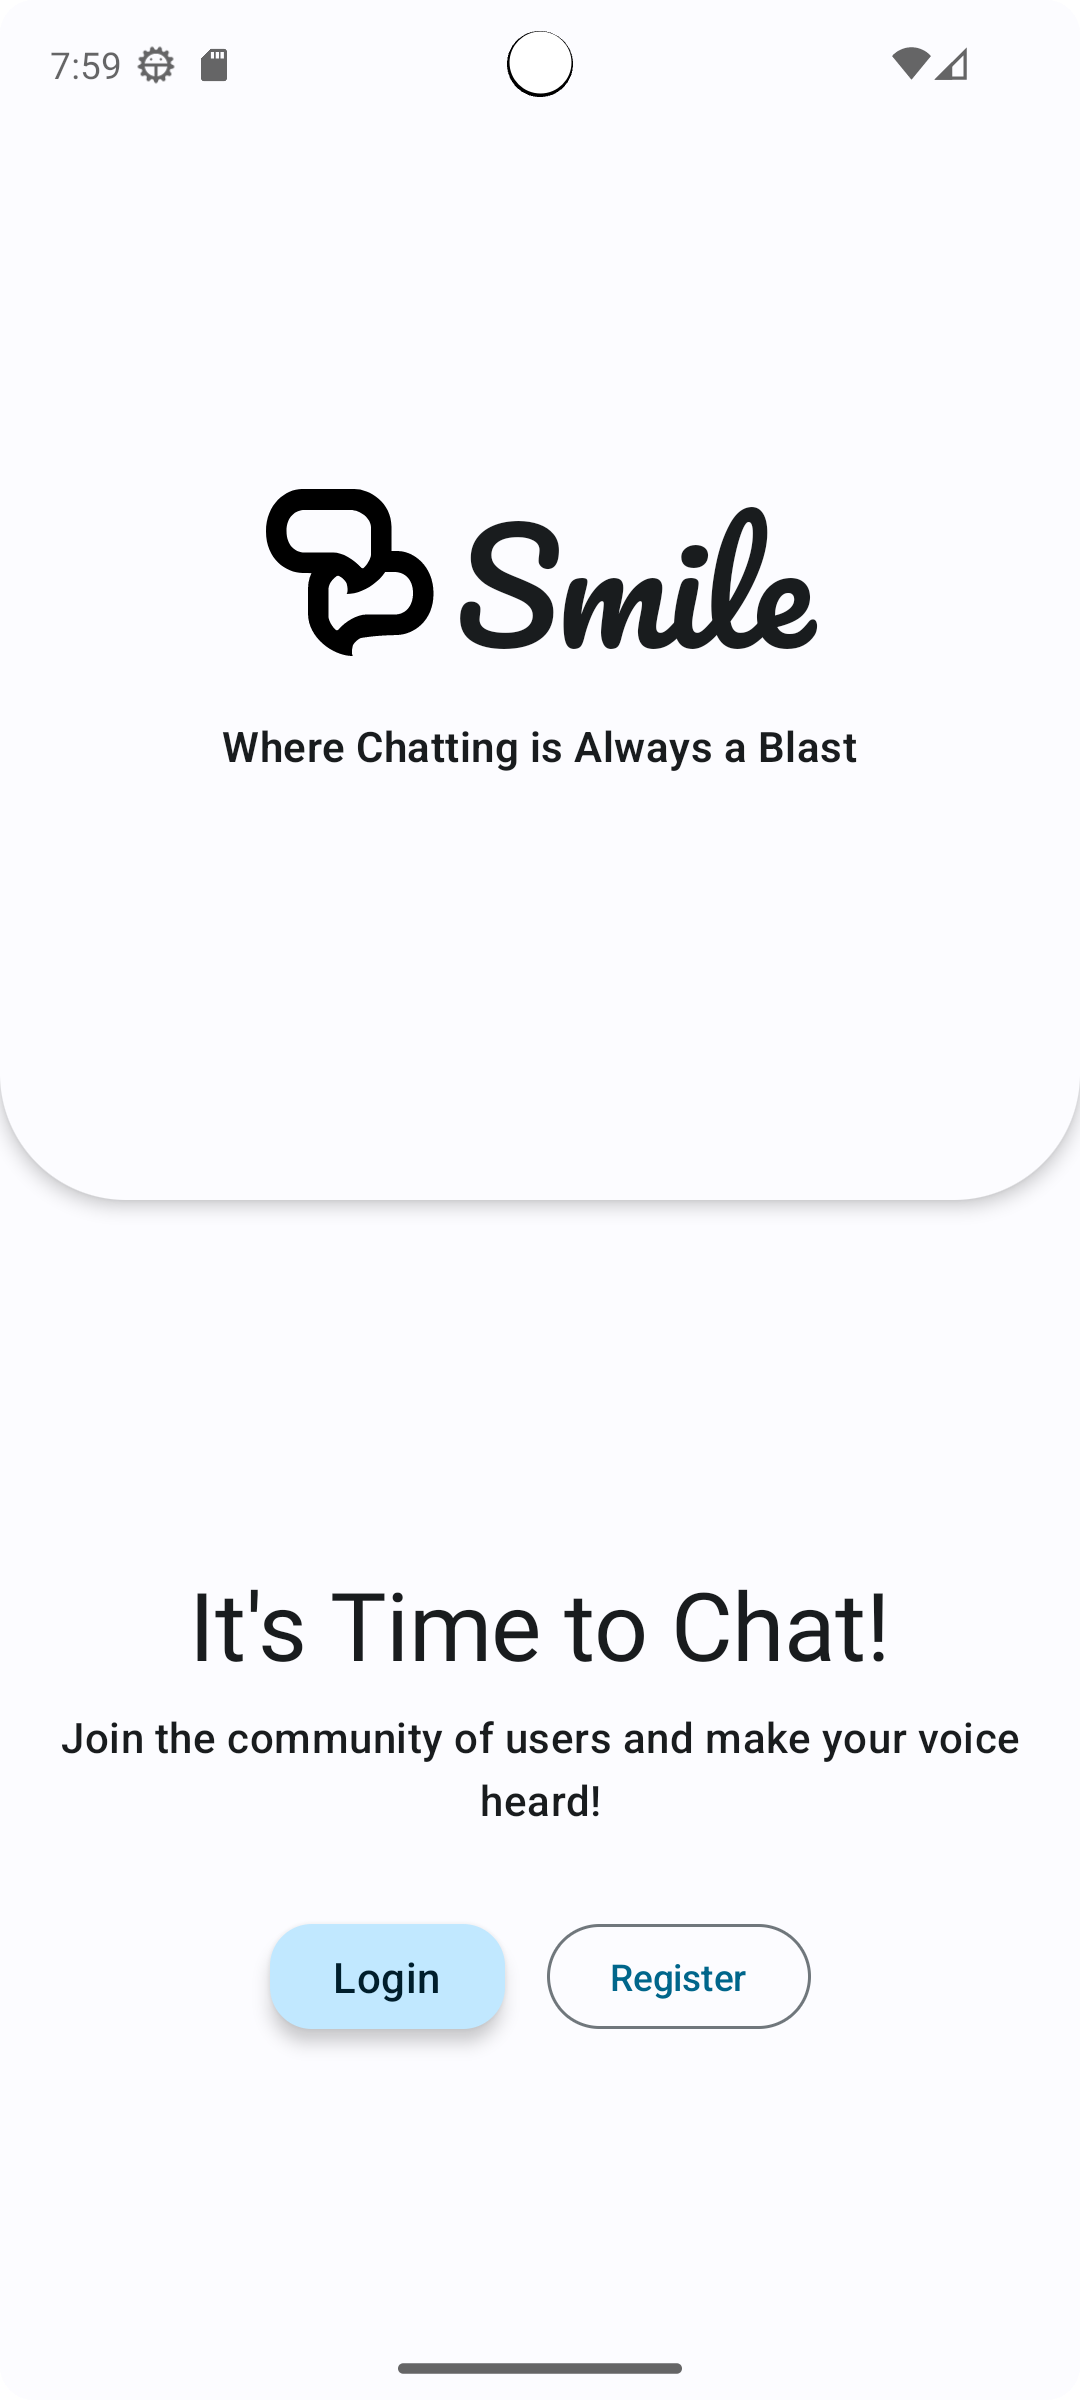 7:59
Smile
Where Chatting is Always a Blast
It's Time to Chat!
Join the community of users and make your voice
heard!
Login
Register